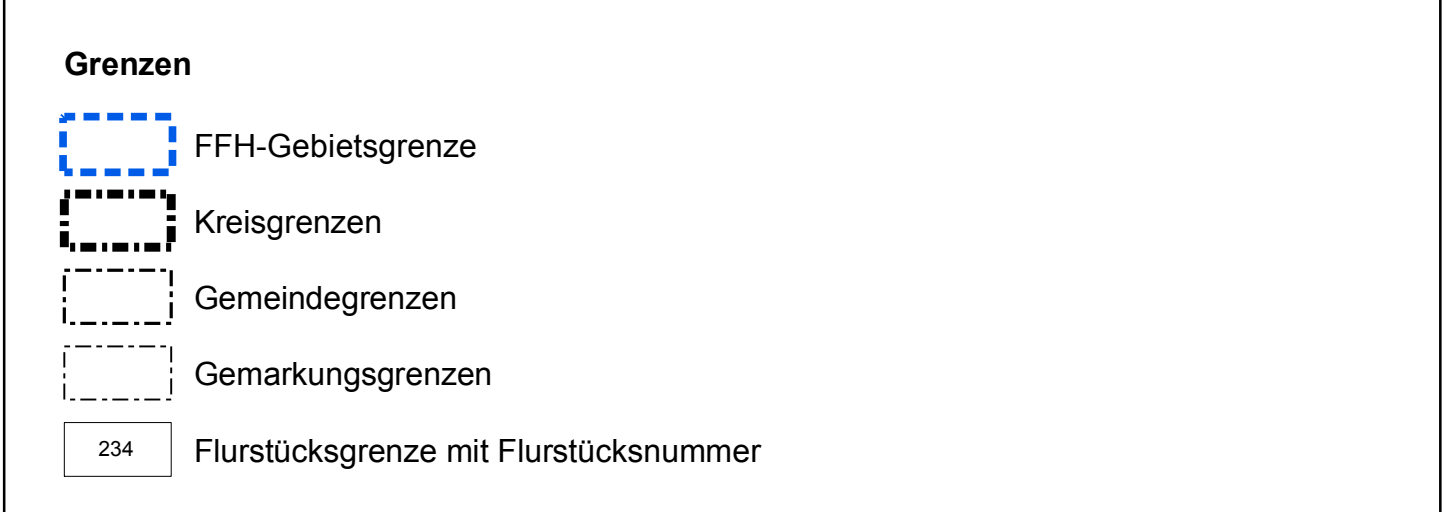 Grenzen
FFH-Gebietsgrenze
Kreisgrenzen
Gemeindegrenzen
Gemarkungsgrenzen
234 Flurstücksgrenze mit Flurstücksnummer